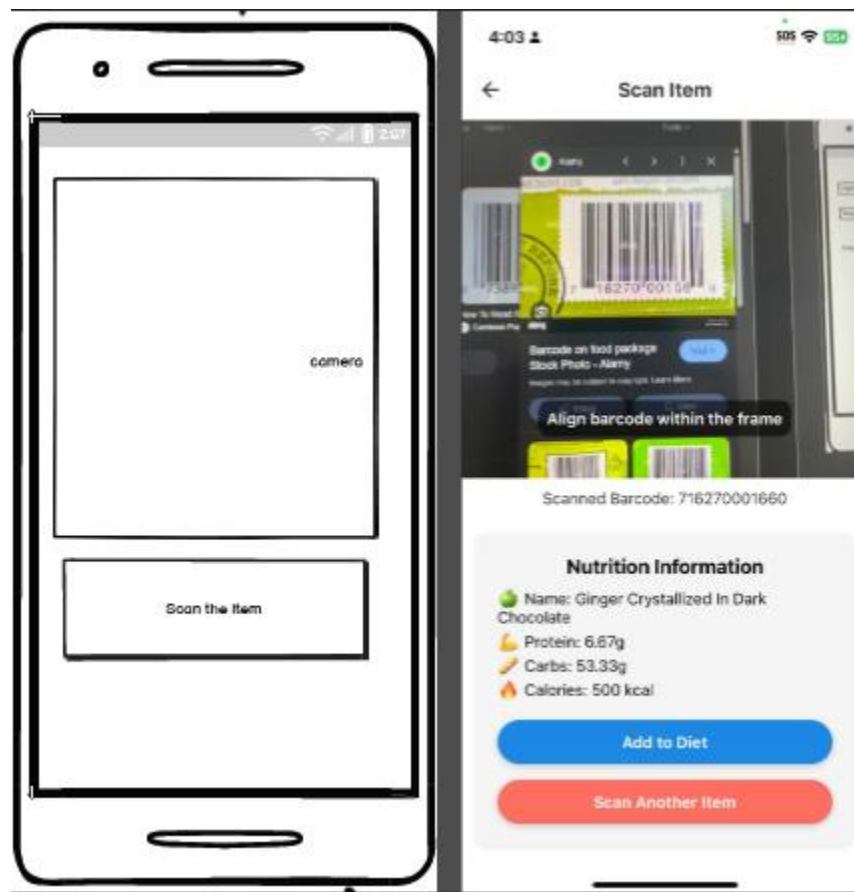 2:07
camera
Scan the Item
4:03
SOS
Scan Item
Alamy
Barcode on food package
Stock Photo - Alamy
Align barcode within the frame
Scanned Barcode: 716270001660
Nutrition Information
Name: Ginger Crystallized In Dark
Chocolate
Protein: 6.67g
Carbs: 53.33g
Calories: 500 kcal
Add to Diet
Scan Another Item